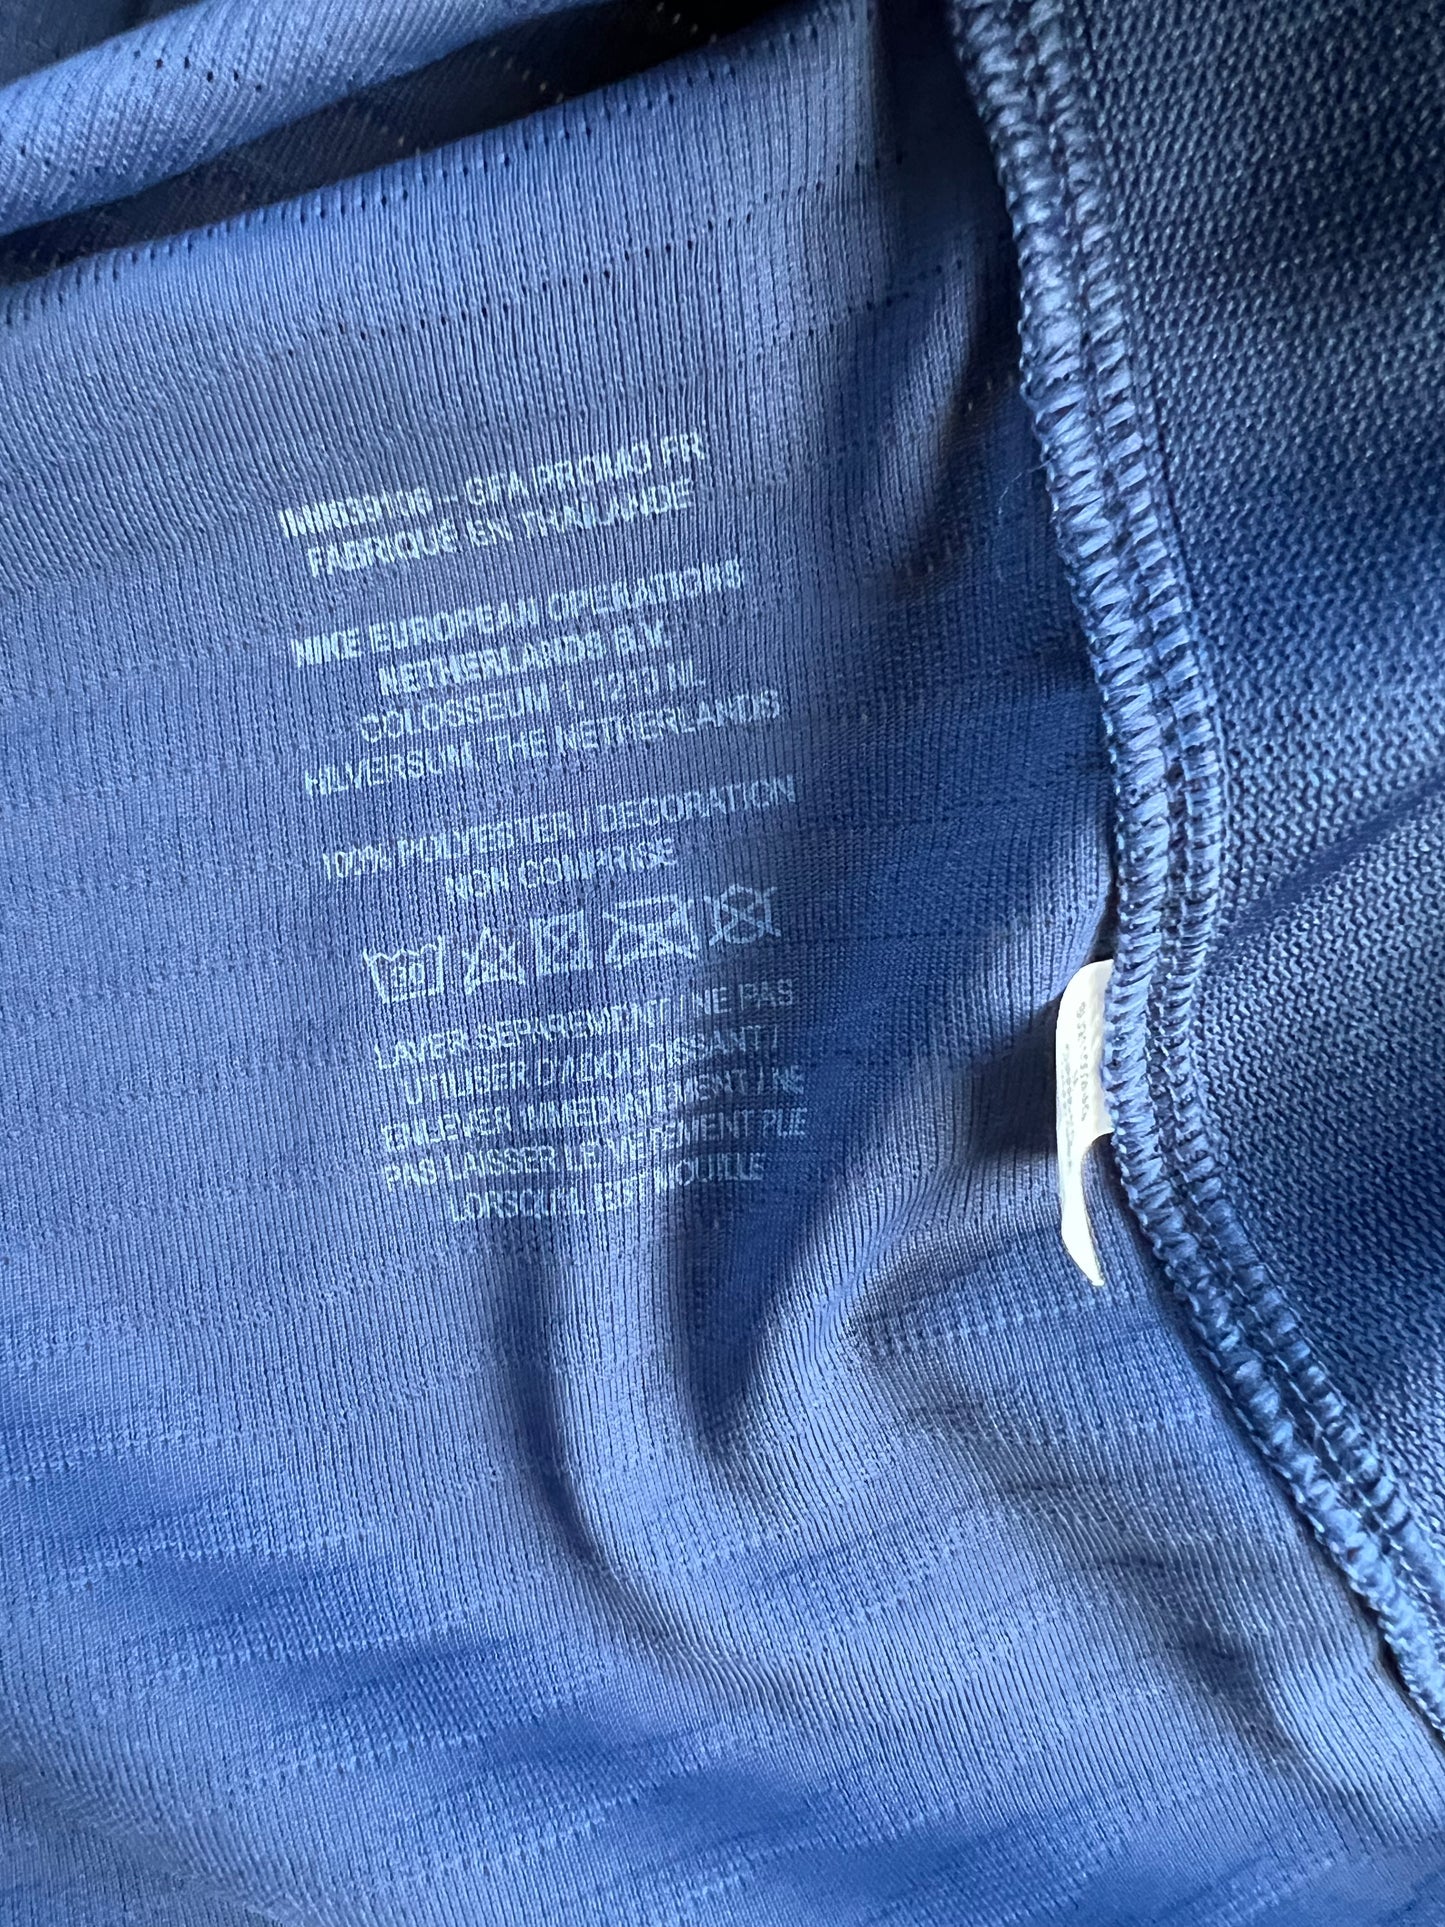 GFA PROMO FR
FABRIQUÉ EN THAILANDE
NIKE EUROPEAN OPERATIONS
NETHERLANDS B.V.
COLOSSEUM 1, 1213 NL
HILVERSUM, THE NETHERLANDS
100% POLYESTER / DECORATION
NON COMPRISE
30
LAVER SEPAREMENT / NE PAS
UTILISER D'ADOUCISSANT /
ENLEVER IMMEDIATEMENT / NE
PAS LAISSER LE VETEMENT PLIE
LORSQU'IL EST MOUILLE